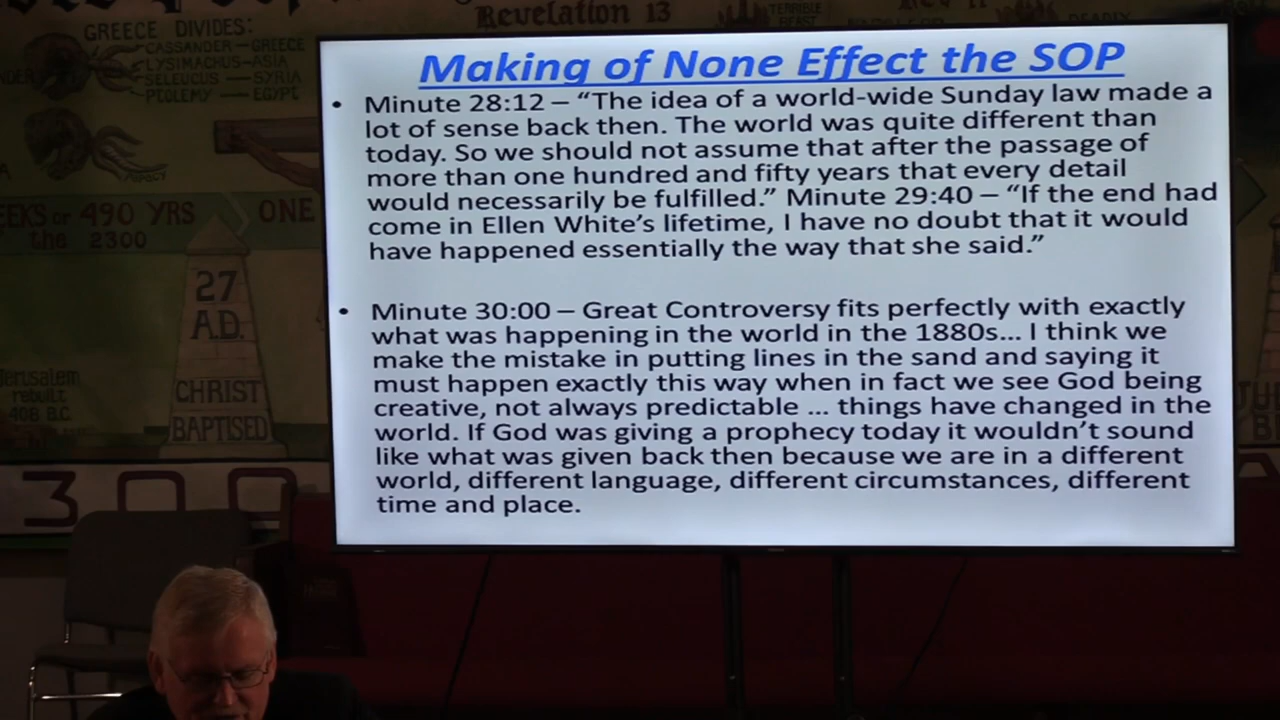 Revelation 13
TERRIBLE
BEAST
DEADLY
GREECE DIVIDES:
CASSANDER-GREECE
LYSIMACHUS-ASIA
SELEUCUS - SYRIA
PTOLEMY - EGYPT
EEKS or 490 YRS
ONE
the 2300
27
A.D.
CHRIST
BAPTISED
Jerusalem
rebuilt
408 B.C.
300
Making of None Effect the SOP
• Minute 28:12 – “The idea of a world-wide Sunday law made a
lot of sense back then. The world was quite different than
today. So we should not assume that after the passage of
more than one hundred and fifty years that every detail
would necessarily be fulfilled.” Minute 29:40 – “If the end had
come in Ellen White’s lifetime, I have no doubt that it would
have happened essentially the way that she said.”
• Minute 30:00 – Great Controversy fits perfectly with exactly
what was happening in the world in the 1880s... I think we
make the mistake in putting lines in the sand and saying it
must happen exactly this way when in fact we see God being
creative, not always predictable ... things have changed in the
world. If God was giving a prophecy today it wouldn’t sound
like what was given back then because we are in a different
world, different language, different circumstances, different
time and place.